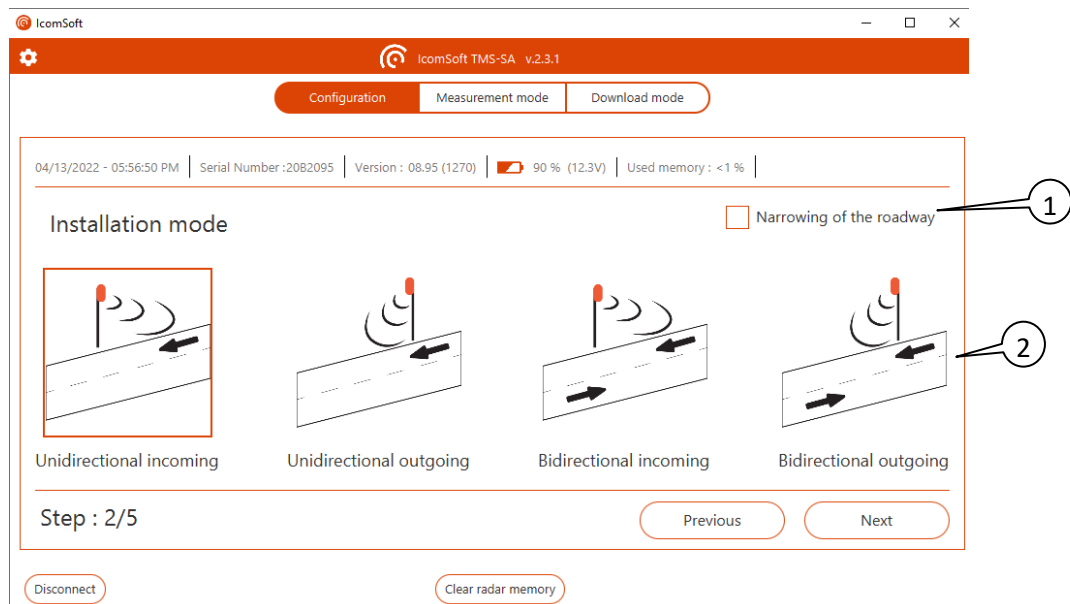 IcomSoft
IcomSoft TMS-SA v.2.3.1
Configuration Measurement mode Download mode
04/13/2022 - 05:56:50 PM Serial Number :20B2095 Version : 08.95 (1270) 90 % (12.3V) Used memory : <1 %
Installation mode
Narrowing of the roadway
1
2
Unidirectional incoming Unidirectional outgoing Bidirectional incoming Bidirectional outgoing
Step : 2/5
Previous Next
Disconnect Clear radar memory